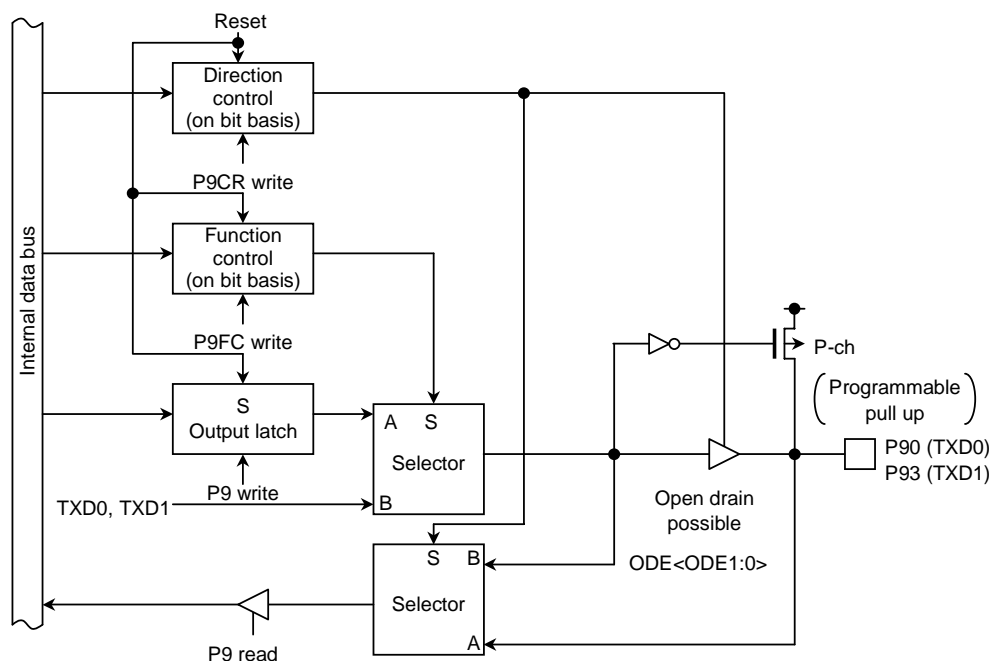 Reset
Direction
control
(on bit basis)
P9CR write
Internal data bus
Function
control
(on bit basis)
P9FC write
S
Output latch
P9 write
TXD0, TXD1
A S
Selector
B
P-ch
(Programmable
pull up)
P90 (TXD0)
P93 (TXD1)
Open drain
possible
ODE<ODE1:0>
S B
Selector
A
P9 read